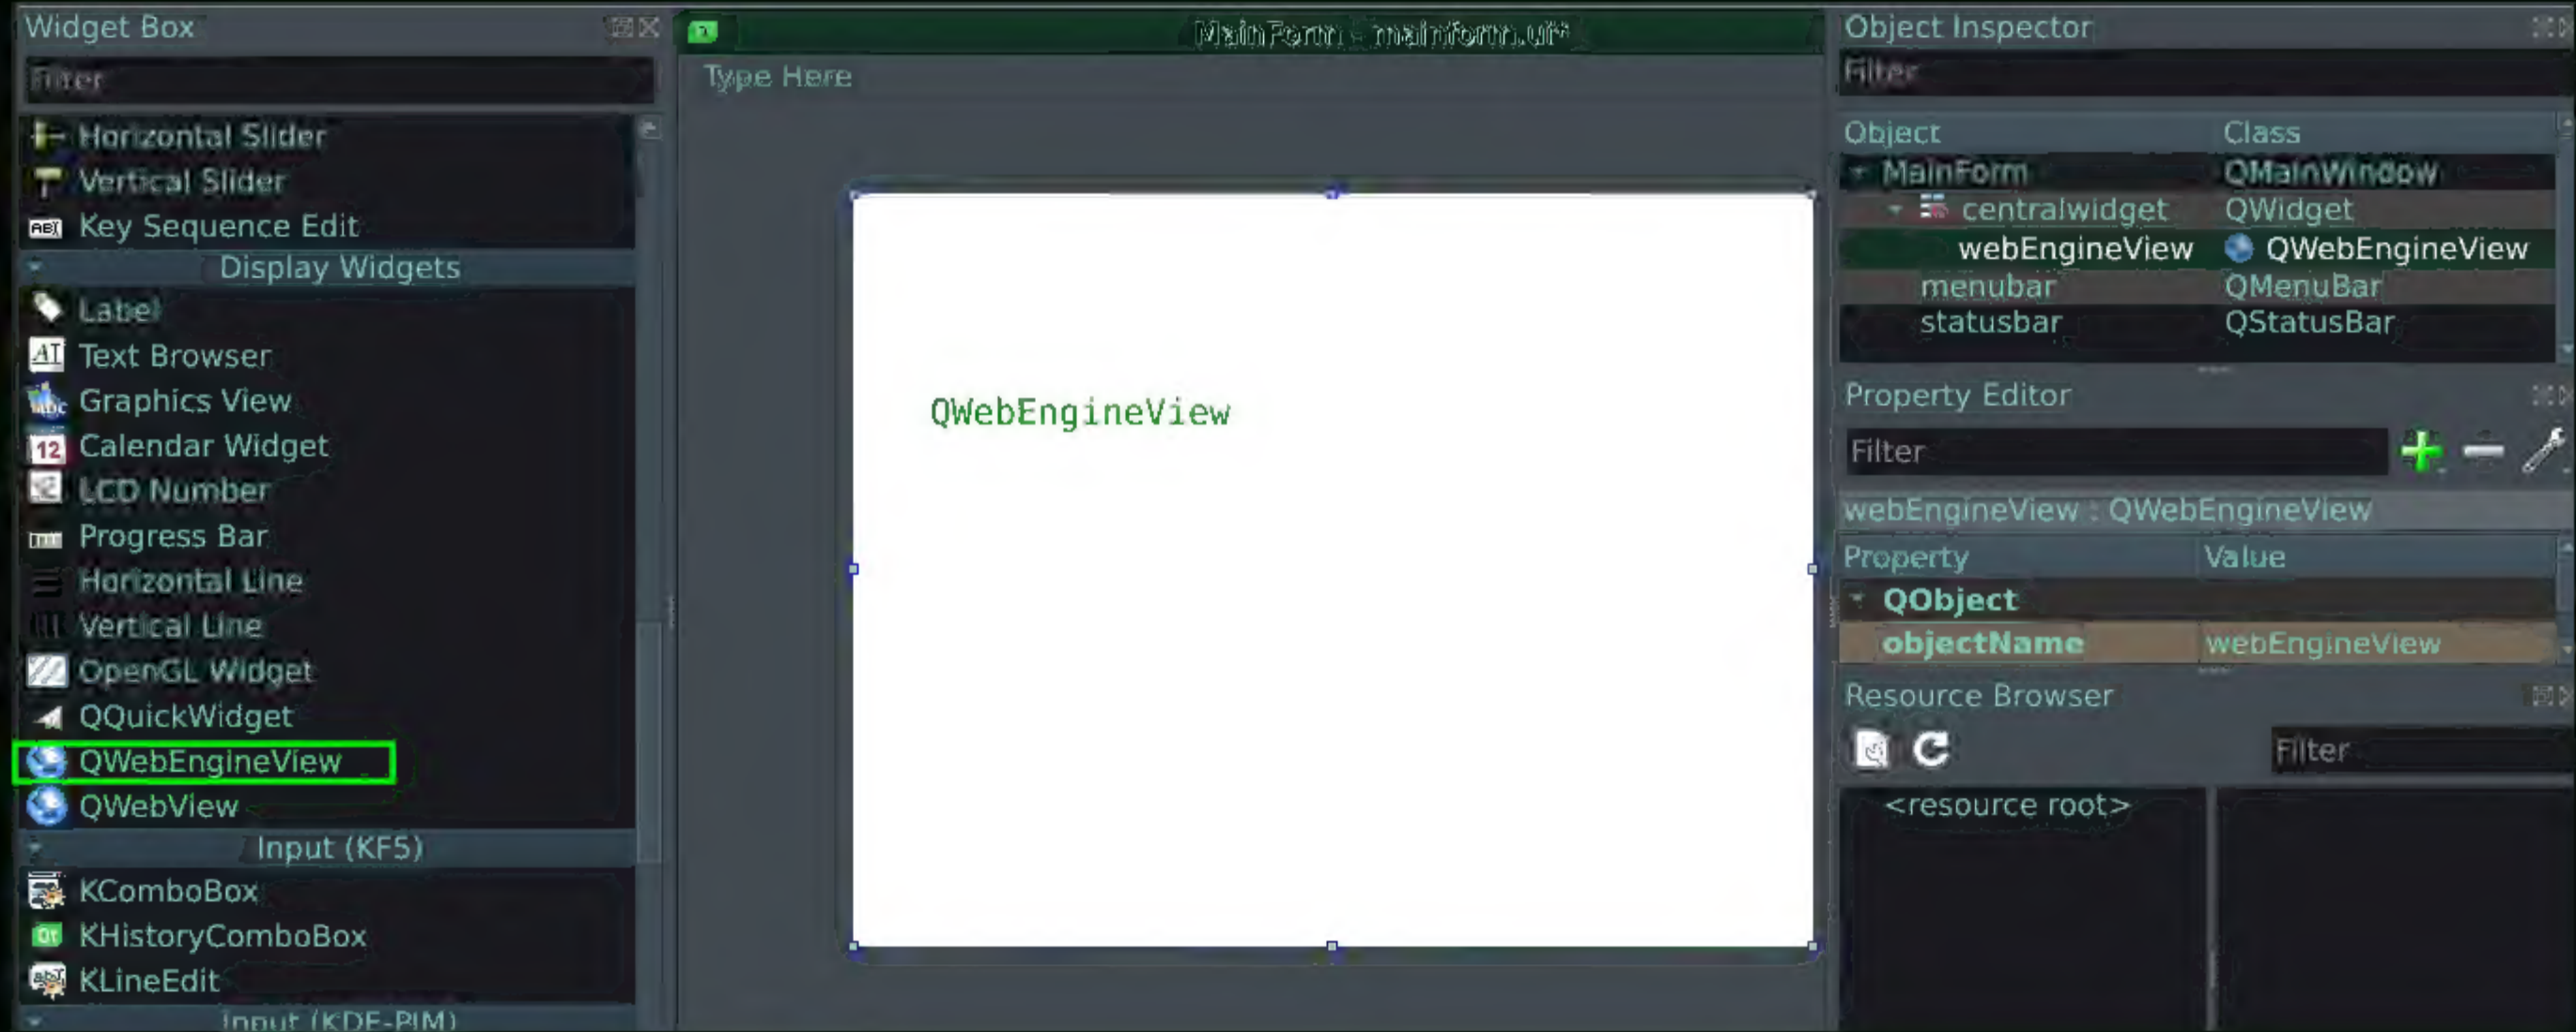 Widget Box
Filter
Horizontal Slider
Vertical Slider
Key Sequence Edit
Display Widgets
Label
Text Browser
Graphics View
Calendar Widget
LCD Number
Progress Bar
Horizontal Line
Vertical Line
OpenGL Widget
QQuickWidget
QWebEngineView
QWebView
Input (KF5)
KComboBox
KHistoryComboBox
KLineEdit
Input (KDE-PIM)
MainForm - mainform.ui*
Type Here
QWebEngineView
Object Inspector
Filter
Object Class
MainForm QMainWindow
centralwidget QWidget
webEngineView QWebEngineView
menubar QMenuBar
statusbar QStatusBar
Property Editor
Filter
webEngineView : QWebEngineView
Property Value
QObject
objectName webEngineView
Resource Browser
Filter
<resource root>